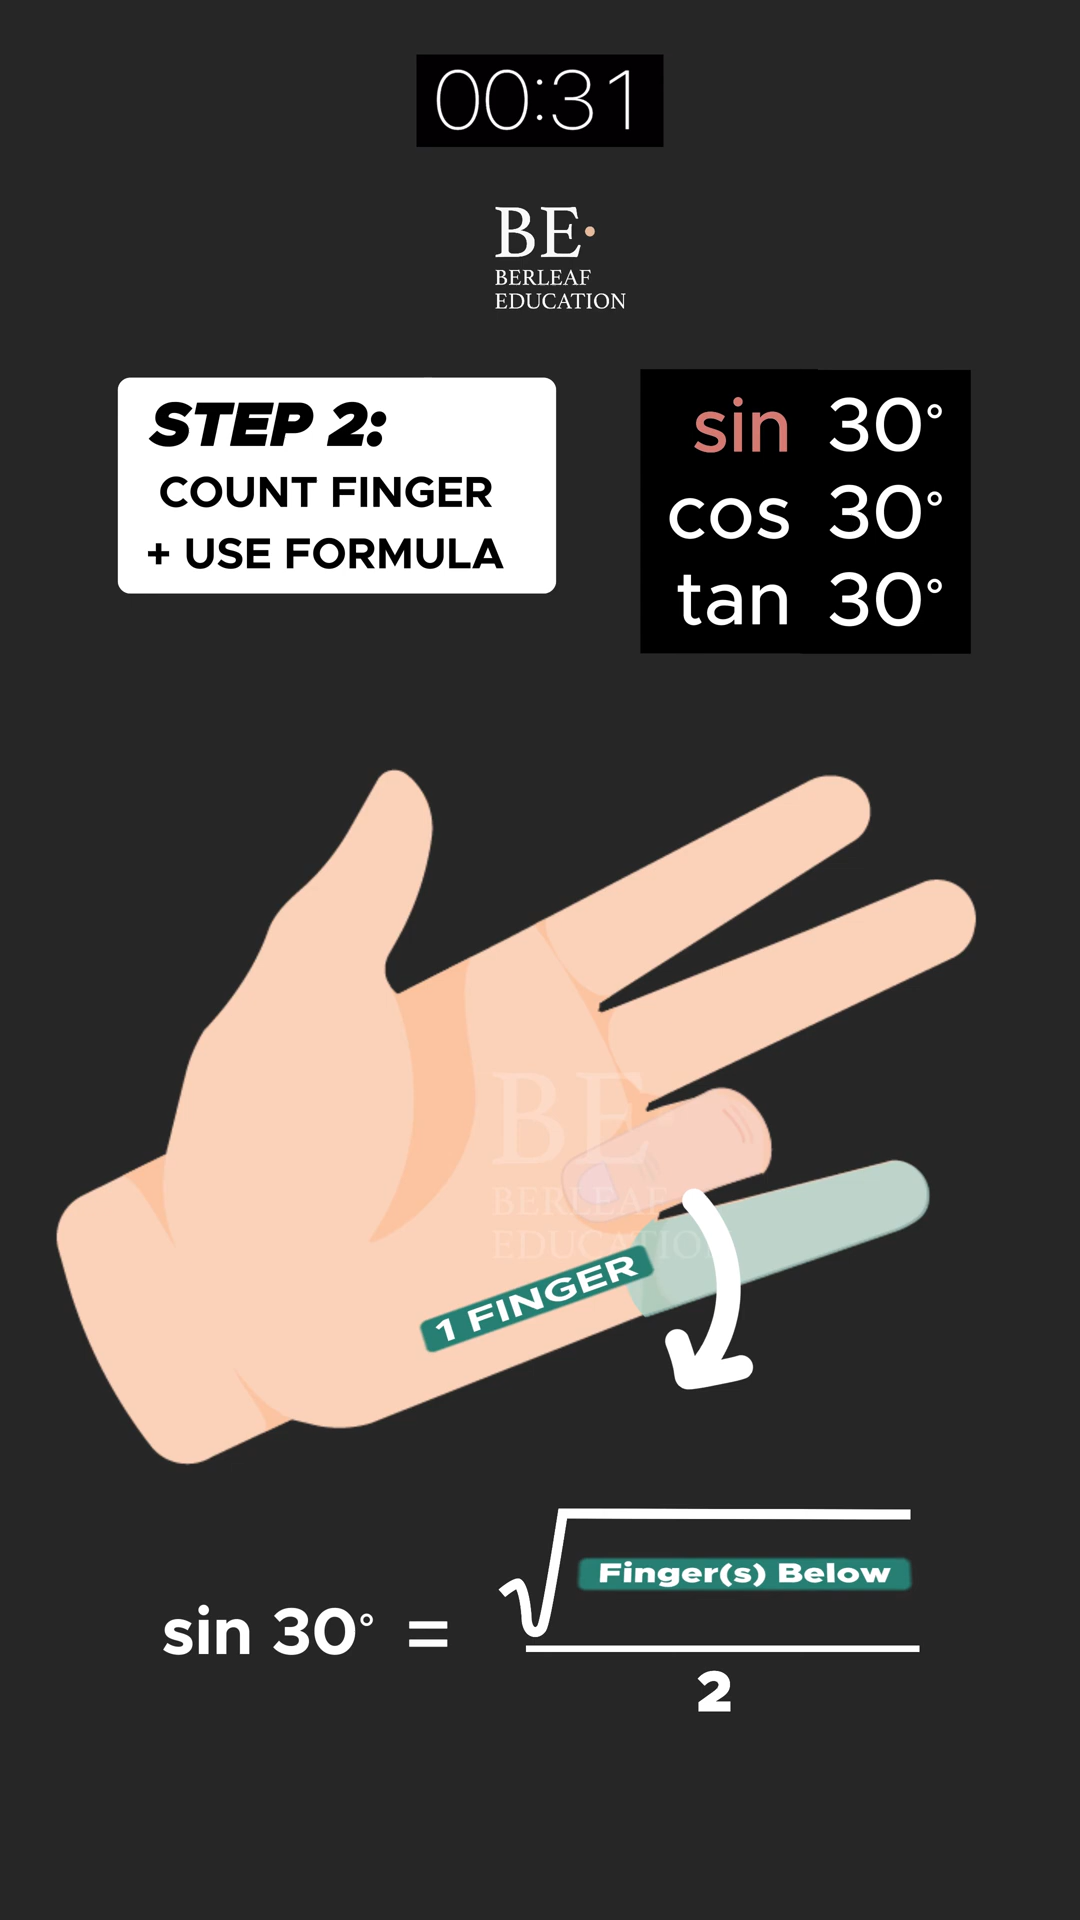 00:31
BE·
BERLEAF
EDUCATION
STEP 2:
COUNT FINGER
+ USE FORMULA
sin 30°
cos 30°
tan 30°
BE
BERLEAF
EDUCATION
1 FINGER
sin 30° = √Finger(s) Below
2